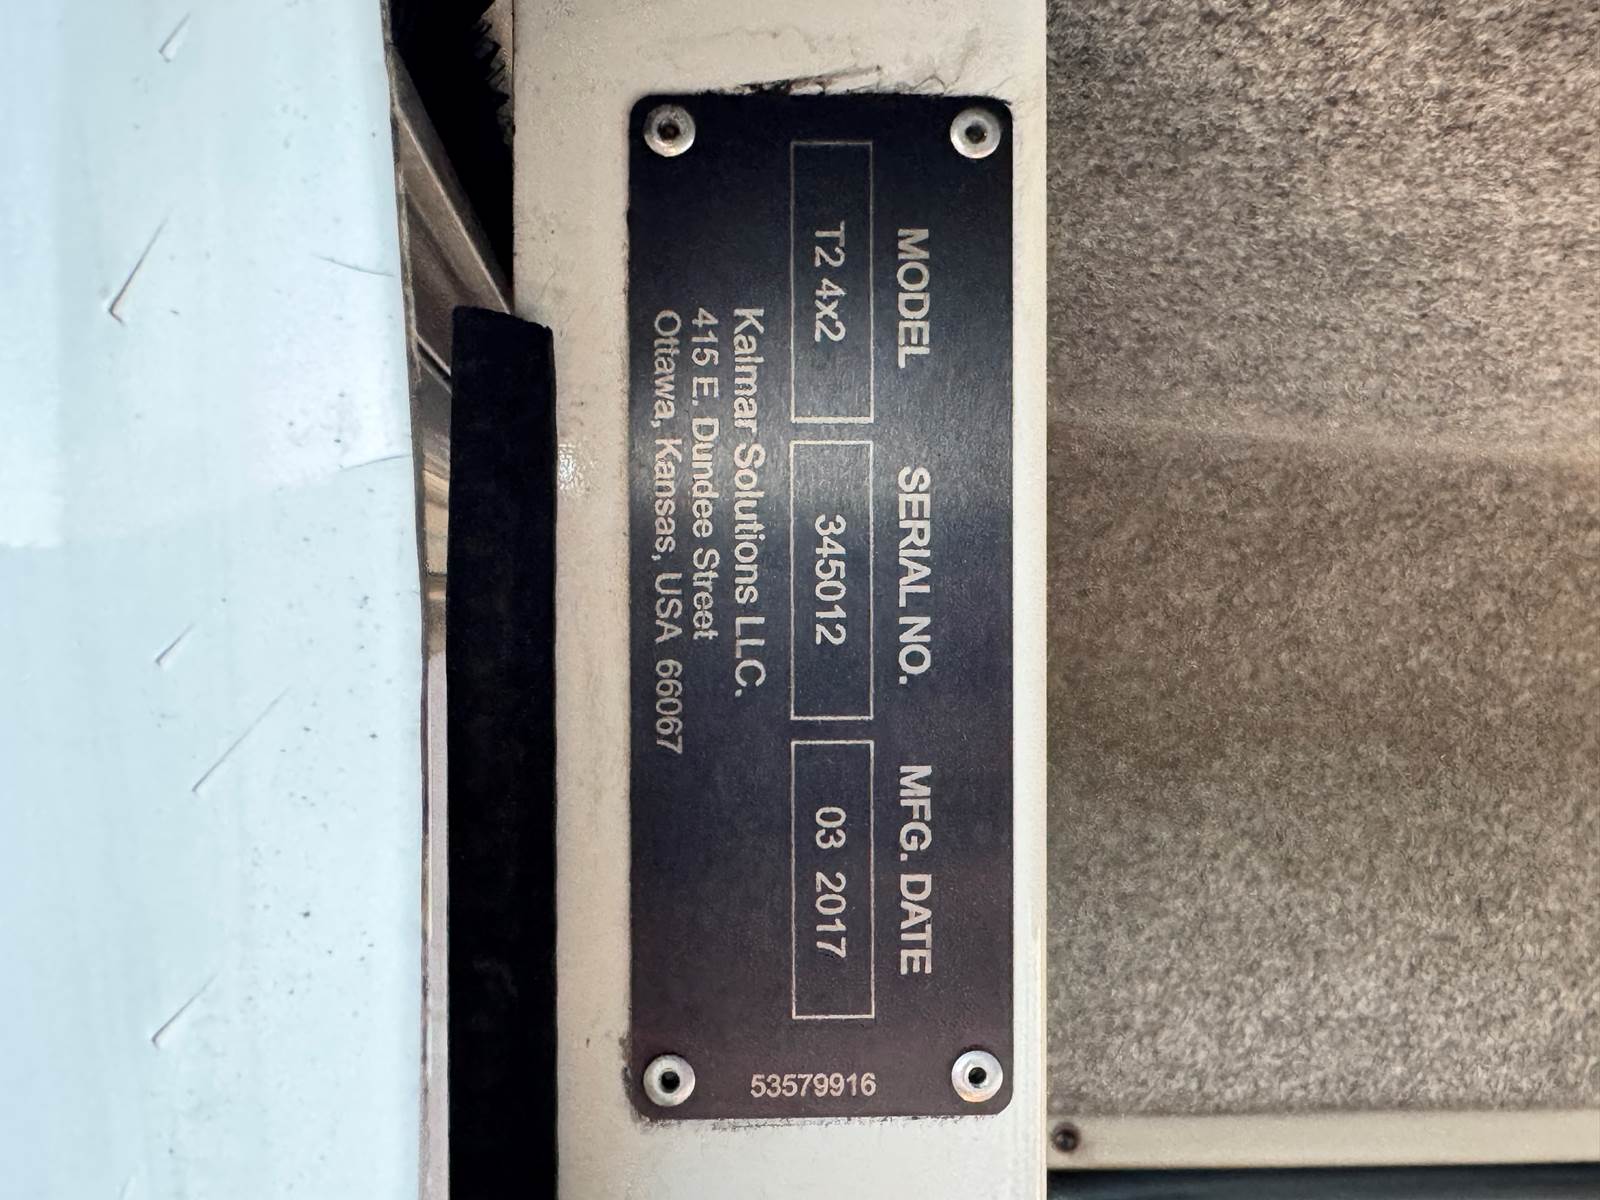 MODEL SERIAL NO. MFG. DATE
T2 4x2 345012 03 2017
Kalmar Solutions LLC.
415 E. Dundee Street
Ottawa, Kansas, USA 66067
53579916